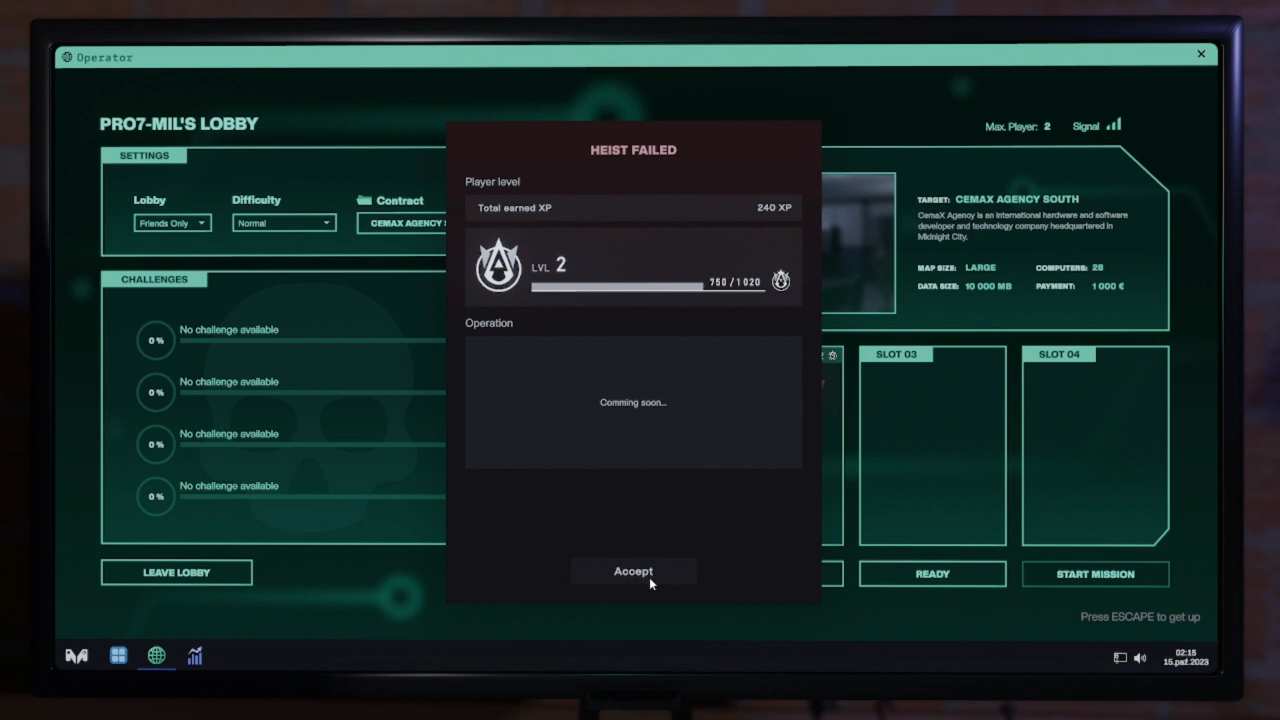 Operator
PRO7-MIL'S LOBBY
Max. Player: 2 Signal
SETTINGS
Lobby
Friends Only
Difficulty
Normal
Contract
CEMAX AGENCY
CHALLENGES
0 %
No challenge available
0 %
No challenge available
0 %
No challenge available
0 %
No challenge available
LEAVE LOBBY
HEIST FAILED
Player level
Total earned XP 240 XP
LVL 2
750 / 1020
Operation
Comming soon...
Accept
TARGET: CEMAX AGENCY SOUTH
CemaX Agency is an international hardware and software
developer and technology company headquartered in
Midnight City.
MAP SIZE: LARGE COMPUTERS: 28
DATA SIZE: 10 000 MB PAYMENT: 1 000 €
SLOT 03
SLOT 04
READY
START MISSION
Press ESCAPE to get up
02:15
15.paź.2023